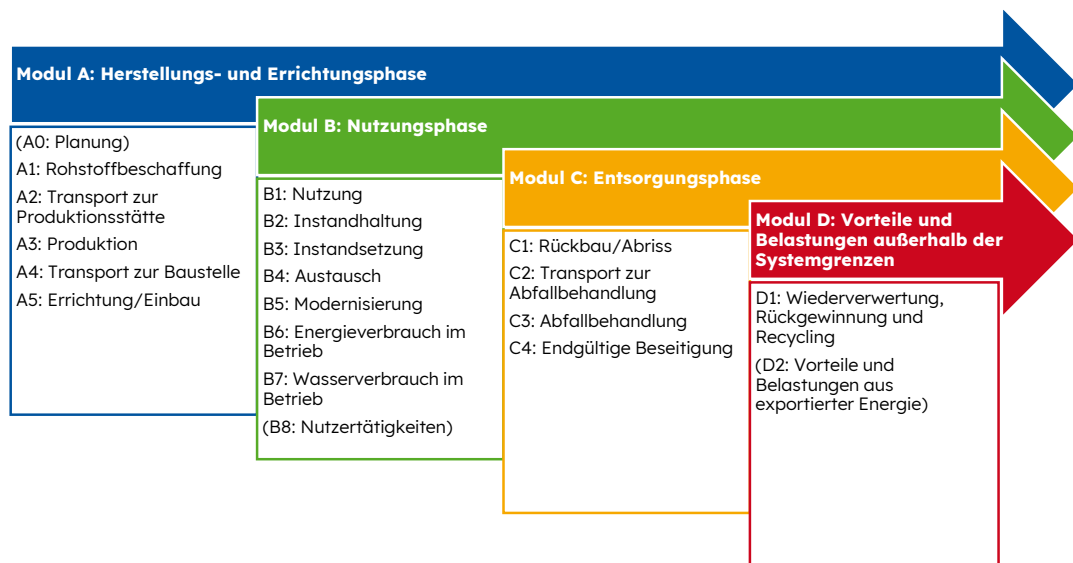 Modul A: Herstellungs- und Errichtungsphase
(A0: Planung)
A1: Rohstoffbeschaffung
A2: Transport zur
Produktionsstätte
A3: Produktion
A4: Transport zur Baustelle
A5: Errichtung/Einbau
Modul B: Nutzungsphase
B1: Nutzung
B2: Instandhaltung
B3: Instandsetzung
B4: Austausch
B5: Modernisierung
B6: Energieverbrauch im
Betrieb
B7: Wasserverbrauch im
Betrieb
(B8: Nutzertätigkeiten)
Modul C: Entsorgungsphase
C1: Rückbau/Abriss
C2: Transport zur
Abfallbehandlung
C3: Abfallbehandlung
C4: Endgültige Beseitigung
Modul D: Vorteile und
Belastungen außerhalb der
Systemgrenzen
D1: Wiederverwertung,
Rückgewinnung und
Recycling
(D2: Vorteile und
Belastungen aus
exportierter Energie)